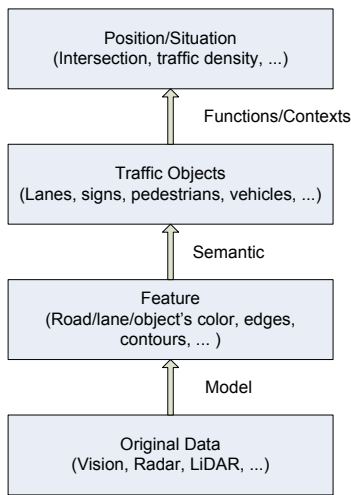 Position/Situation
(Intersection, traffic density, ...)
Functions/Contexts
Traffic Objects
(Lanes, signs, pedestrians, vehicles, ...)
Semantic
Feature
(Road/lane/object's color, edges,
contours, ... )
Model
Original Data
(Vision, Radar, LiDAR, ...)